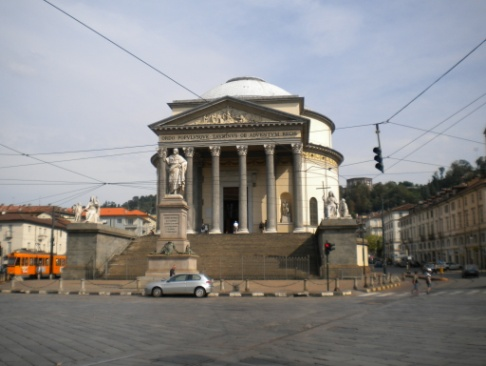 ORDO POPVLVSQVE TAVRINVS OB ADVENTVM REGIS